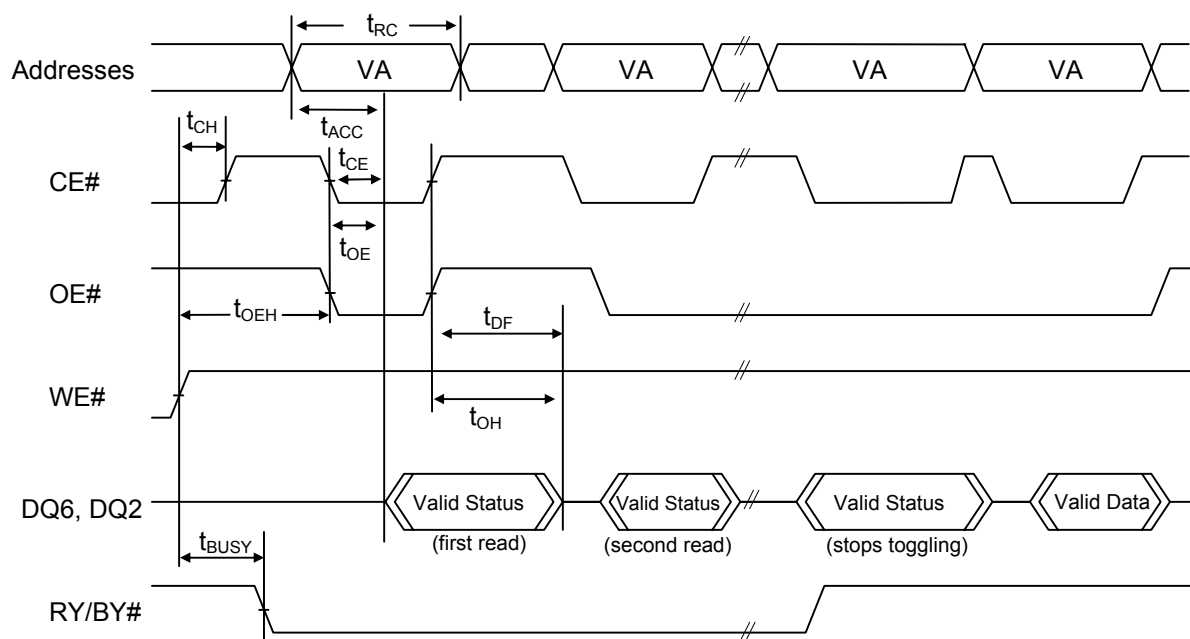 tRC
Addresses VA VA VA VA
tACC
tCH
tCE
CE#
tOE
OE#
tOEH
tDF
WE#
tOH
DQ6, DQ2 Valid Status Valid Status Valid Status Valid Data
(first read) (second read) (stops toggling)
tBUSY
RY/BY#